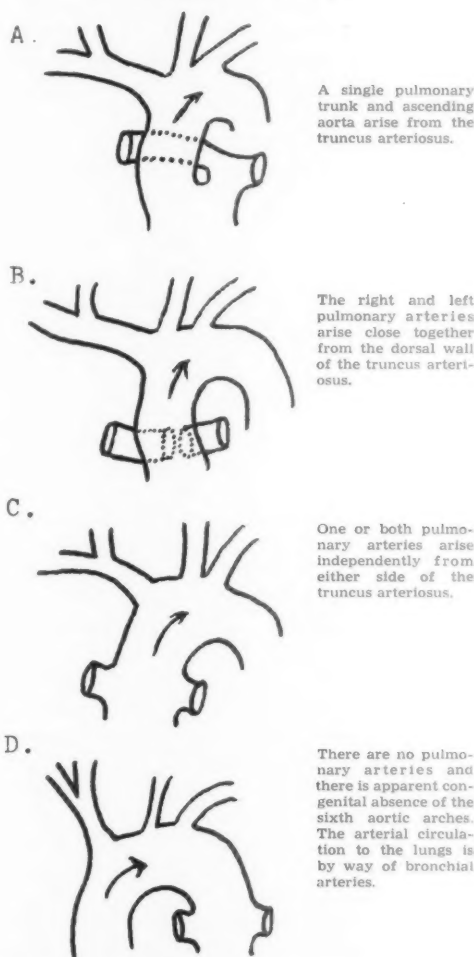 A.
A single pulmonary
trunk and ascending
aorta arise from the
truncus arteriosus.
B.
The right and left
pulmonary arteries
arise close together
from the dorsal wall
of the truncus arteri-
osus.
C.
One or both pulmo-
nary arteries arise
independently from
either side of the
truncus arteriosus.
D.
There are no pulmo-
nary arteries and
there is apparent con-
genital absence of the
sixth aortic arches.
The arterial circula-
tion to the lungs is
by way of bronchial
arteries.